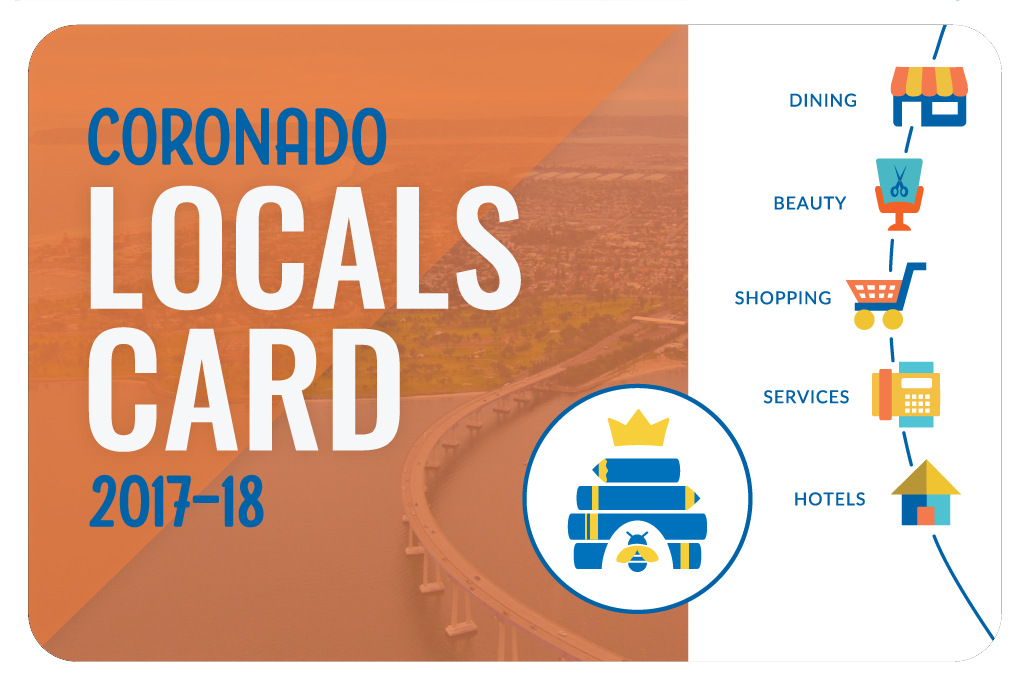 CORONADO
LOCALS
CARD
2017–18
DINING
BEAUTY
SHOPPING
SERVICES
HOTELS